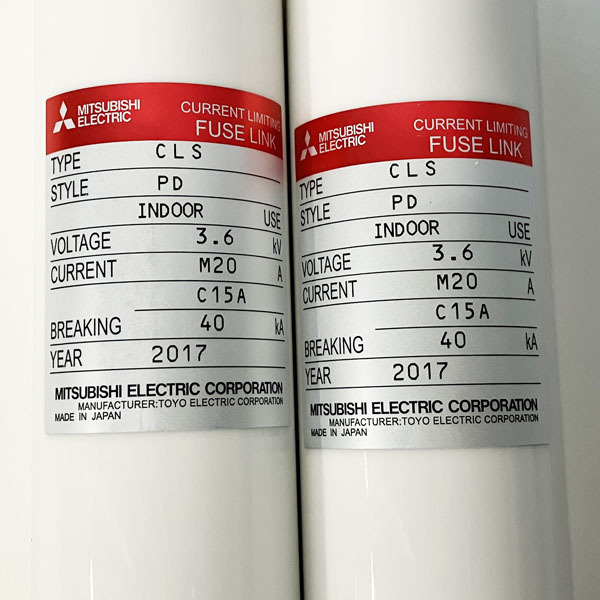 MITSUBISHI
ELECTRIC
CURRENT LIMITING
FUSE LINK
TYPE CLS
STYLE PD
INDOOR USE
VOLTAGE 3.6 kV
CURRENT M20 A
C15A
BREAKING 40 kA
YEAR 2017
MITSUBISHI ELECTRIC CORPORATION
MANUFACTURER:TOYO ELECTRIC CORPORATION
MADE IN JAPAN
MITSUBISHI
ELECTRIC
CURRENT LIMITING
FUSE LINK
TYPE CLS
STYLE PD
INDOOR USE
VOLTAGE 3.6 kV
CURRENT M20 A
C15A
BREAKING 40 kA
YEAR 2017
MITSUBISHI ELECTRIC CORPORATION
MANUFACTURER:TOYO ELECTRIC CORPORATION
MADE IN JAPAN